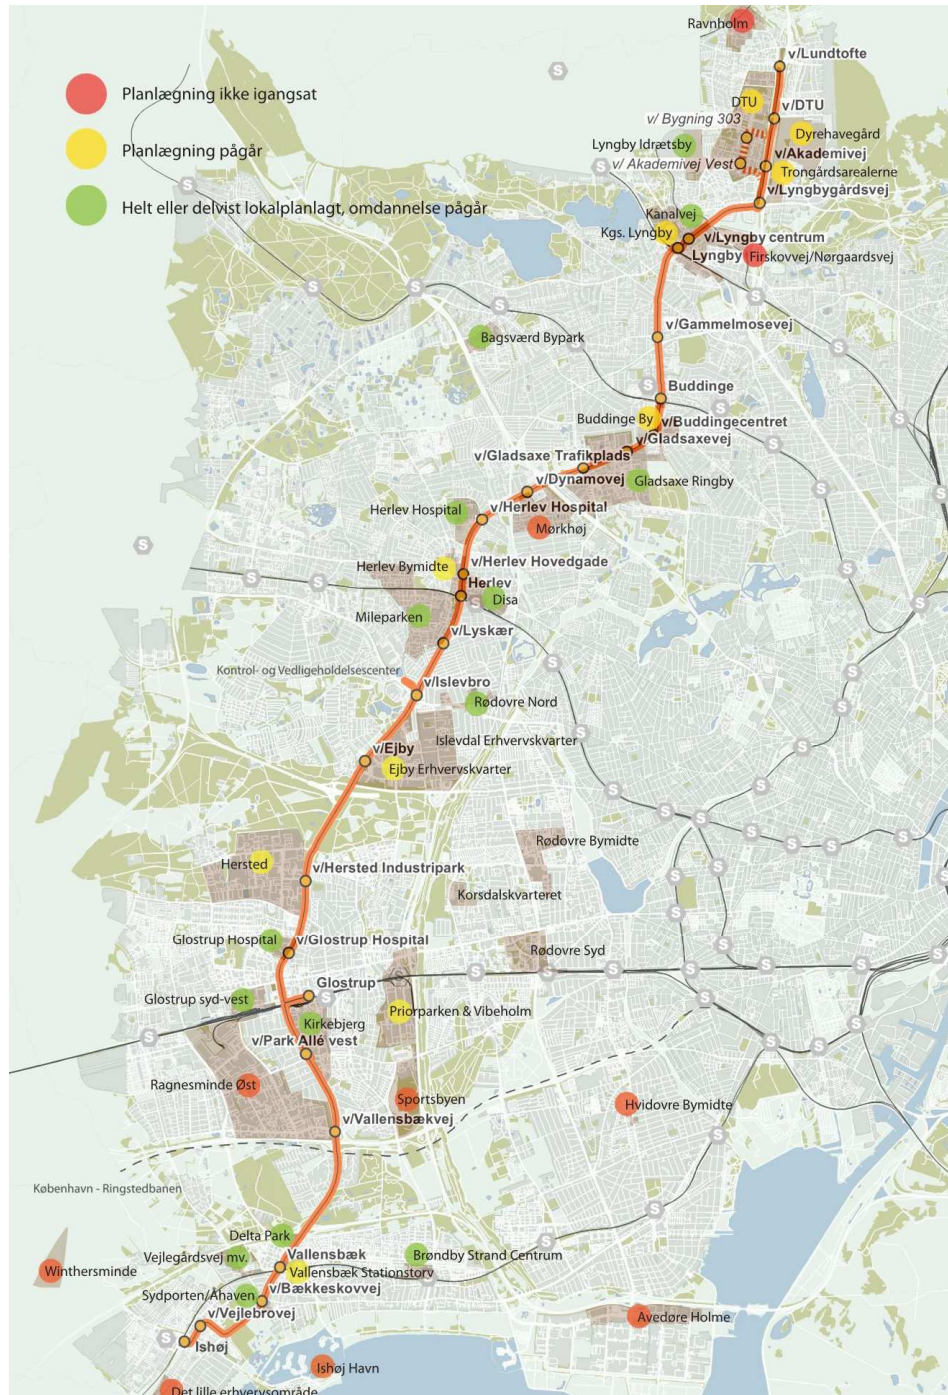 Ravnholm
v/Lundtofte
Planlægning ikke igangsat
DTU
v/DTU
v/ Bygning 303
Dyrehavegård
Planlægning pågår
Lyngby Idrætsby
v/Akademivej
v/ Akademivej Vest
Trongårdsarealerne
v/Lyngbygårdsvej
Helt eller delvist lokalplanlagt, omdannelse pågår
Kanalvej
Kgs. Lyngby
v/Lyngby centrum
Lyngby
Firskovvej/Nørgaardsvej
v/Gammelmosevej
Bagsværd Bypark
Buddinge
Buddinge By
v/Buddingecentret
v/Gladsaxevej
v/Gladsaxe Trafikplads
v/Dynamovej
Gladsaxe Ringby
Herlev Hospital
v/Herlev Hospital
Mørkhøj
v/Herlev Hovedgade
Herlev Bymidte
Herlev
Disa
Mileparken
v/Lyskær
Kontrol- og Vedligeholdelsescenter
v/Islevbro
Rødovre Nord
Islevdal Erhvervskvarter
v/Ejby
Ejby Erhvervskvarter
Rødovre Bymidte
Hersted
v/Hersted Industripark
Korsdalskvarteret
Glostrup Hospital
v/Glostrup Hospital
Rødovre Syd
Glostrup
Glostrup syd-vest
Priorparken & Vibeholm
Kirkebjerg
v/Park Allé vest
Ragnesminde Øst
Sportsbyen
Hvidovre Bymidte
v/Vallensbækvej
København - Ringstedbanen
Delta Park
Vallensbæk
Vejlegårdsvej mv.
Brøndby Strand Centrum
Winthersminde
Vallensbæk Stationstorv
v/Bækkeskovvej
Sydporten/Åhaven
v/Vejlebrovej
Avedøre Holme
Ishøj
Ishøj Havn
Det lille erhvervsområde